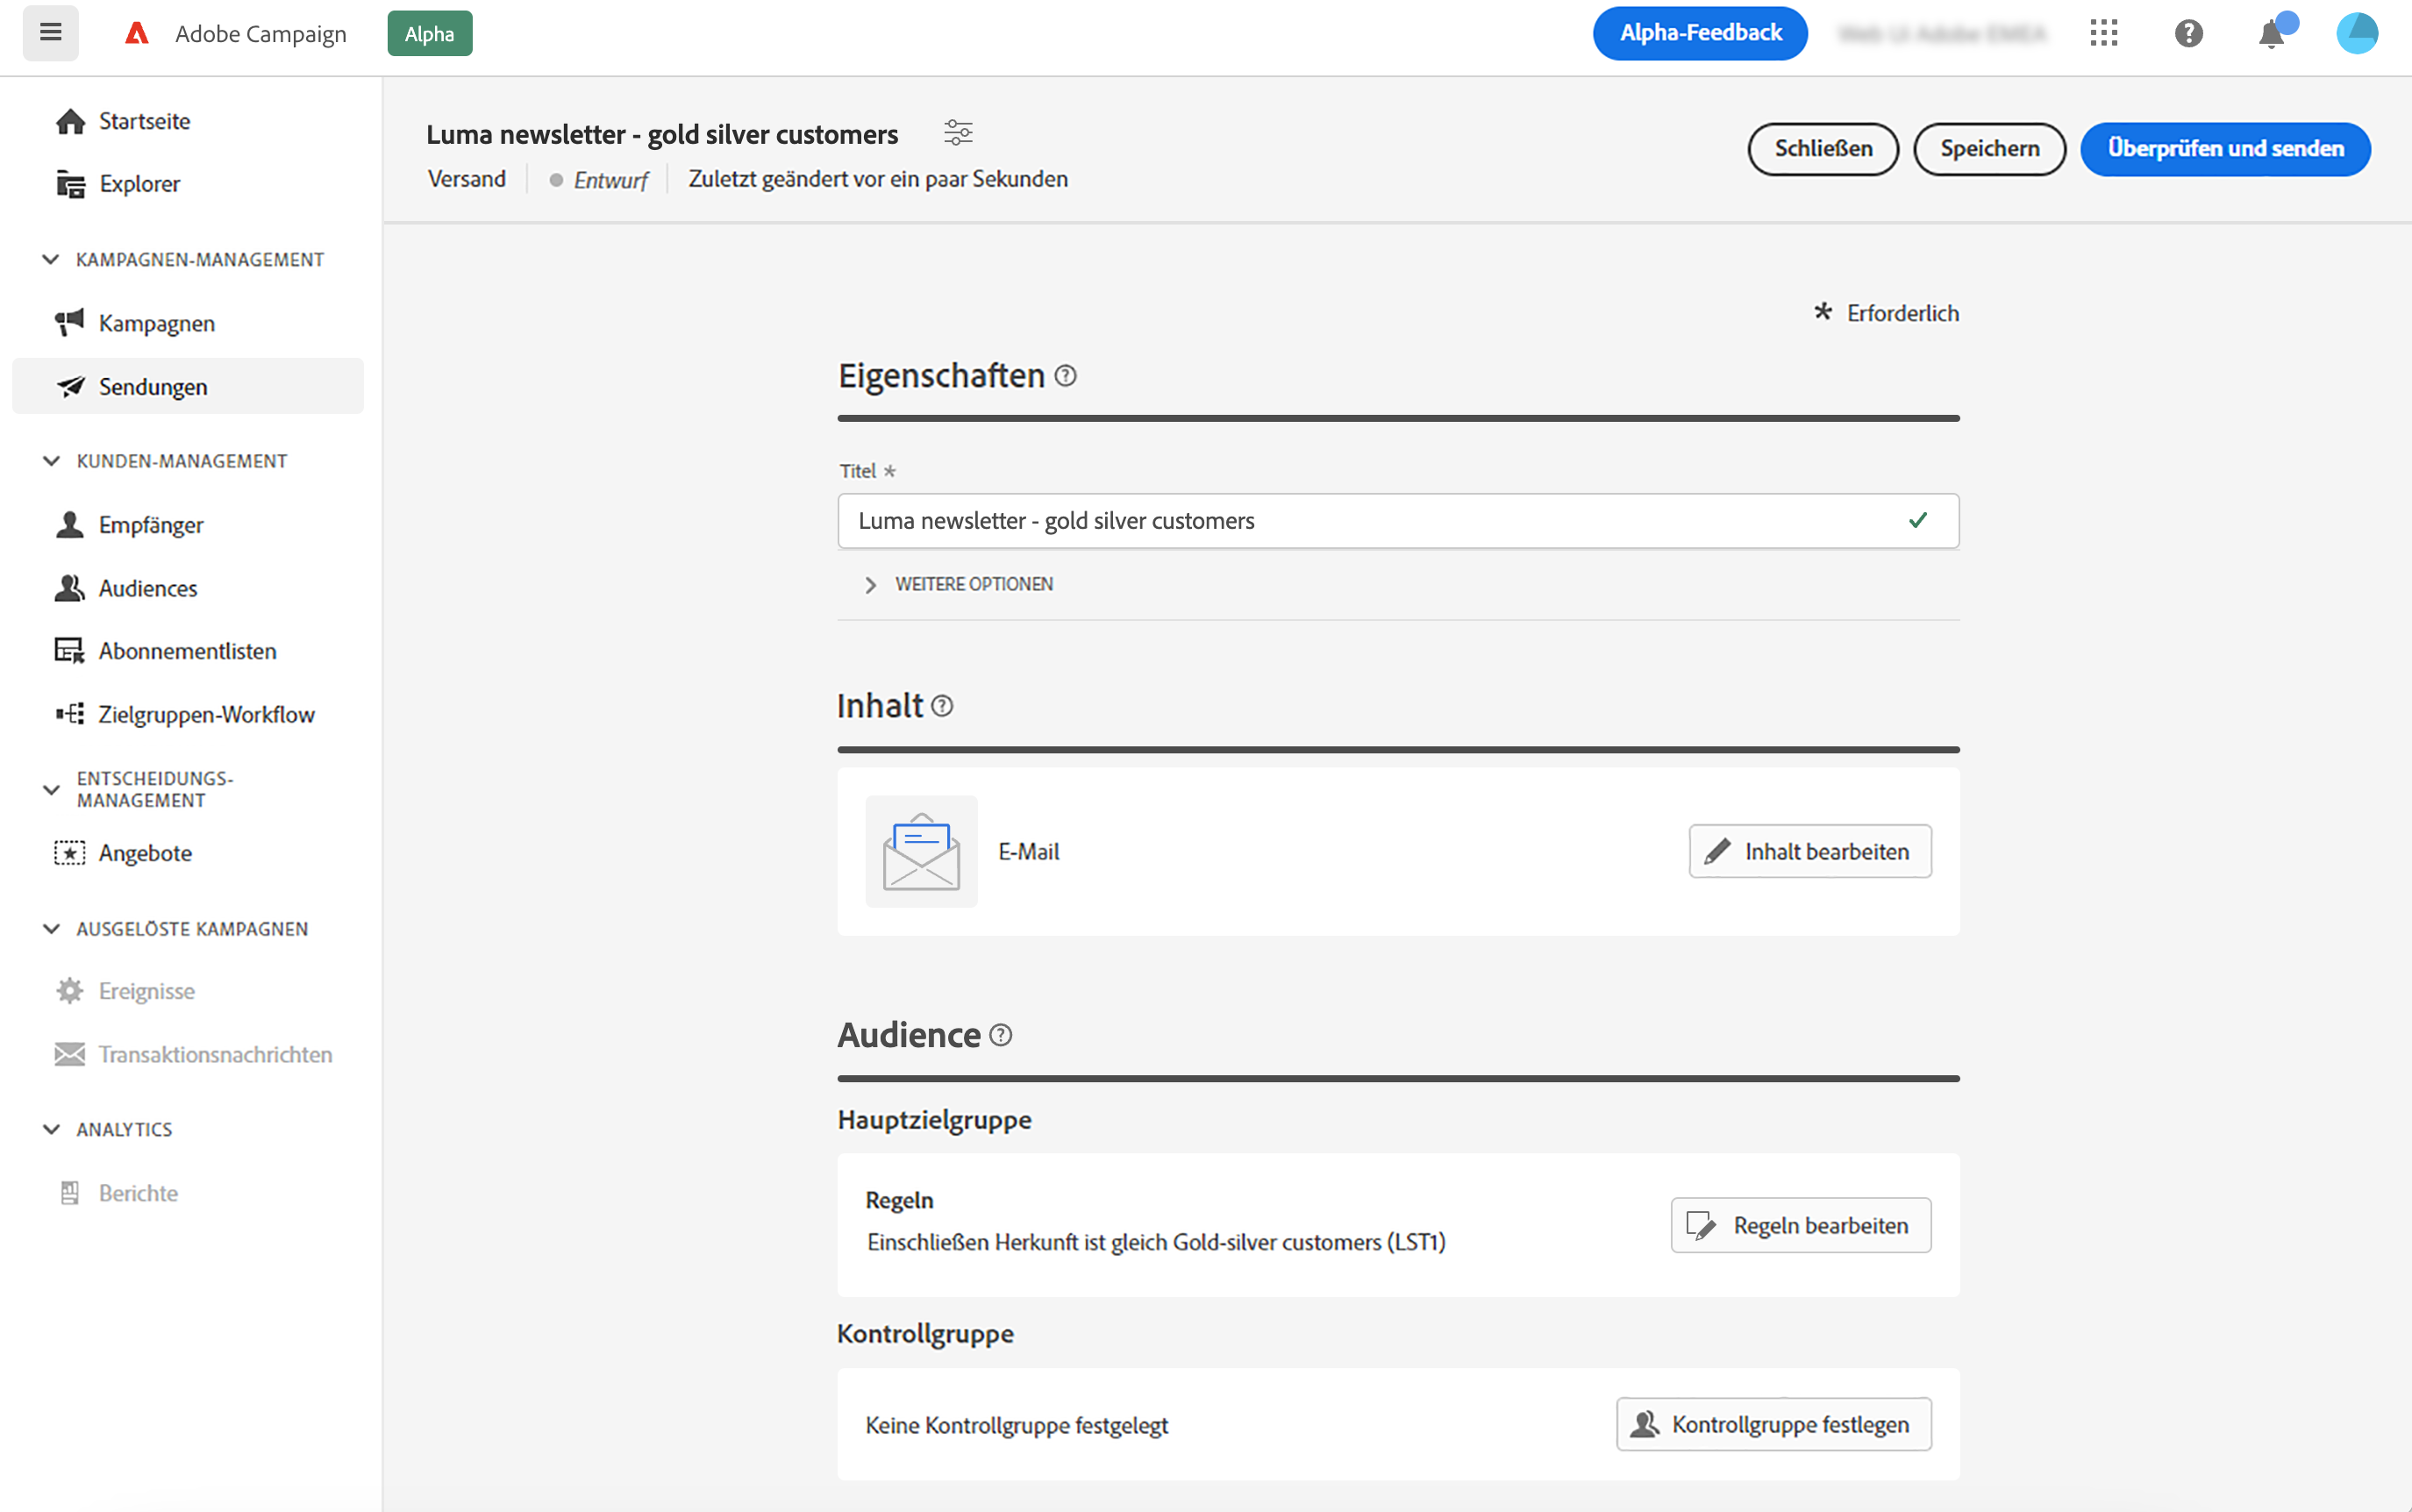 Adobe Campaign
Alpha
Alpha-Feedback
Startseite
Explorer
KAMPAGNEN-MANAGEMENT
Kampagnen
Sendungen
KUNDEN-MANAGEMENT
Empfänger
Audiences
Abonnementlisten
Zielgruppen-Workflow
ENTSCHEIDUNGS-
MANAGEMENT
Angebote
AUSGELÖSTE KAMPAGNEN
Ereignisse
Transaktionsnachrichten
ANALYTICS
Berichte
Luma newsletter - gold silver customers
Versand
Entwurf
Zuletzt geändert vor ein paar Sekunden
Schließen
Speichern
Überprüfen und senden
* Erforderlich
Eigenschaften
Titel *
Luma newsletter - gold silver customers
WEITERE OPTIONEN
Inhalt
E-Mail
Inhalt bearbeiten
Audience
Hauptzielgruppe
Regeln
Einschließen Herkunft ist gleich Gold-silver customers (LST1)
Regeln bearbeiten
Kontrollgruppe
Keine Kontrollgruppe festgelegt
Kontrollgruppe festlegen